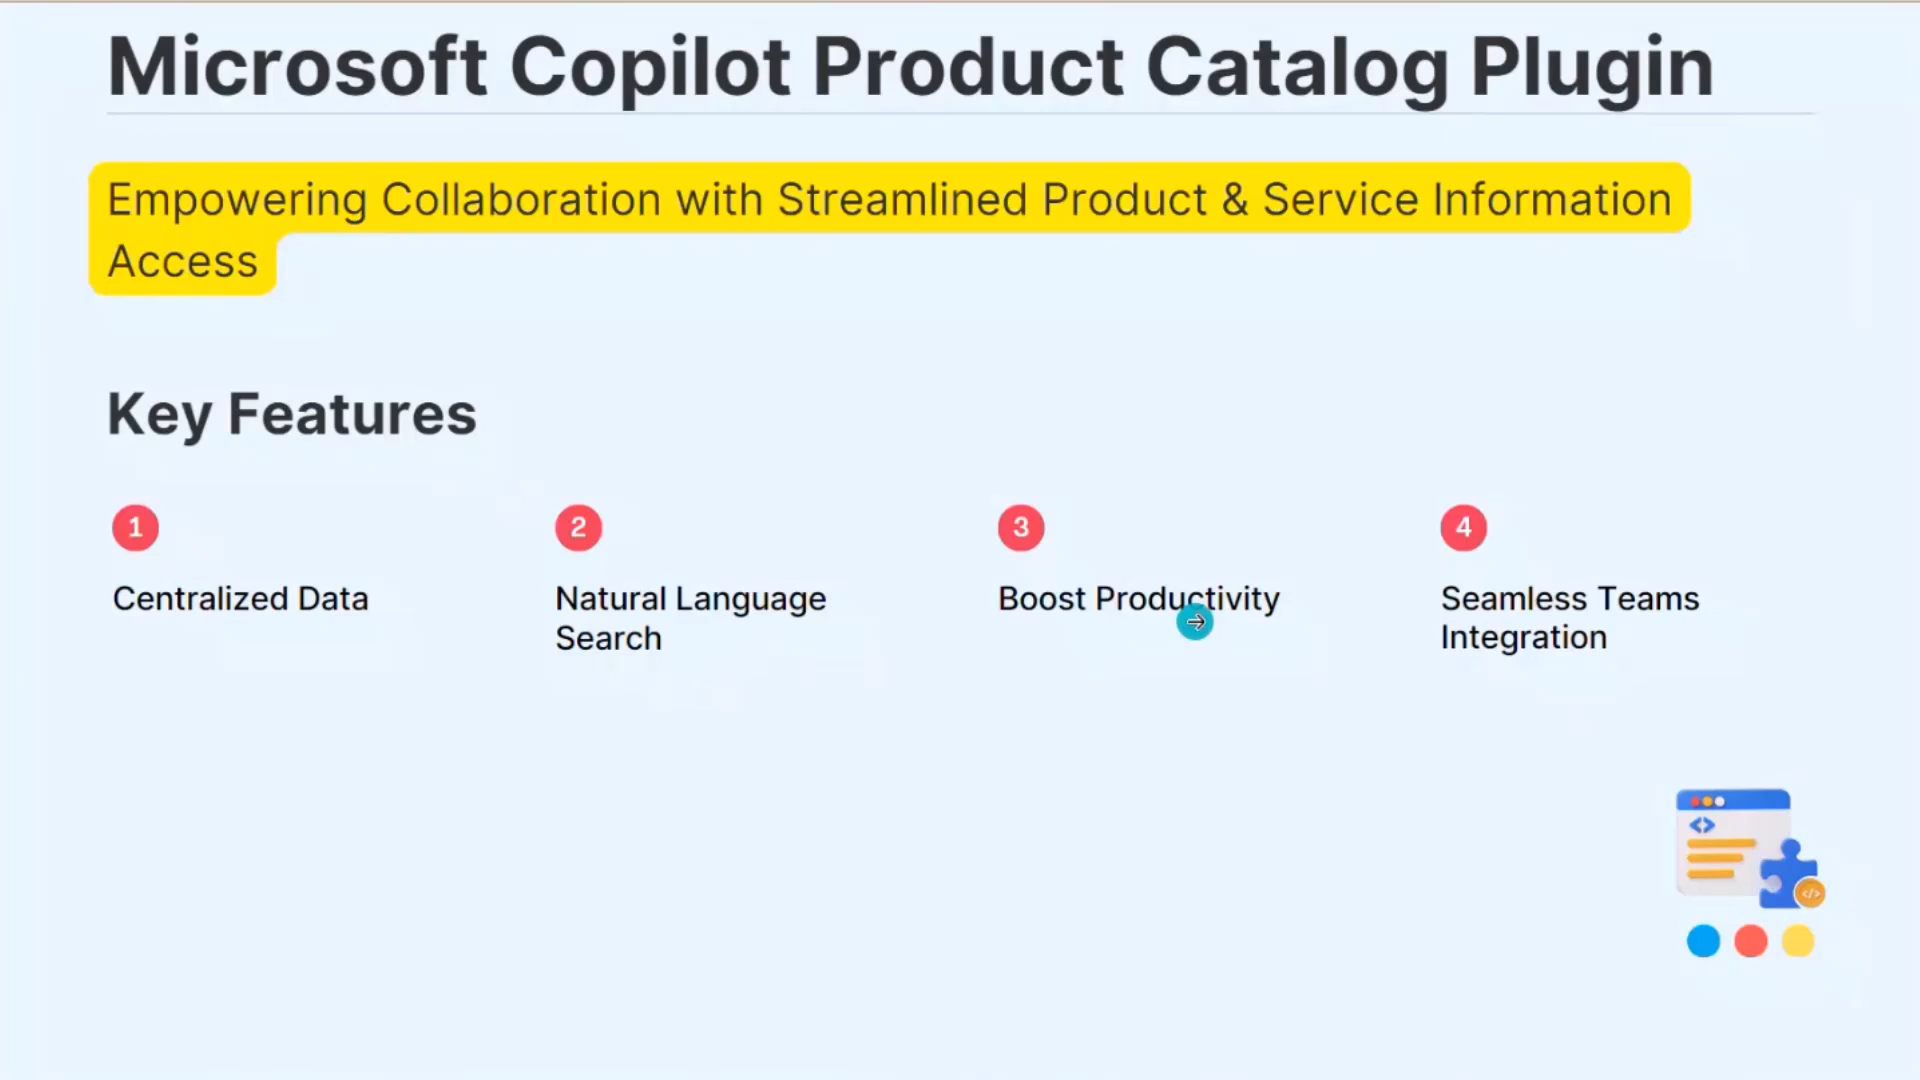 Microsoft Copilot Product Catalog Plugin
Empowering Collaboration with Streamlined Product & Service Information
Access
Key Features
1
Centralized Data
2
Natural Language
Search
3
Boost Productivity
4
Seamless Teams
Integration